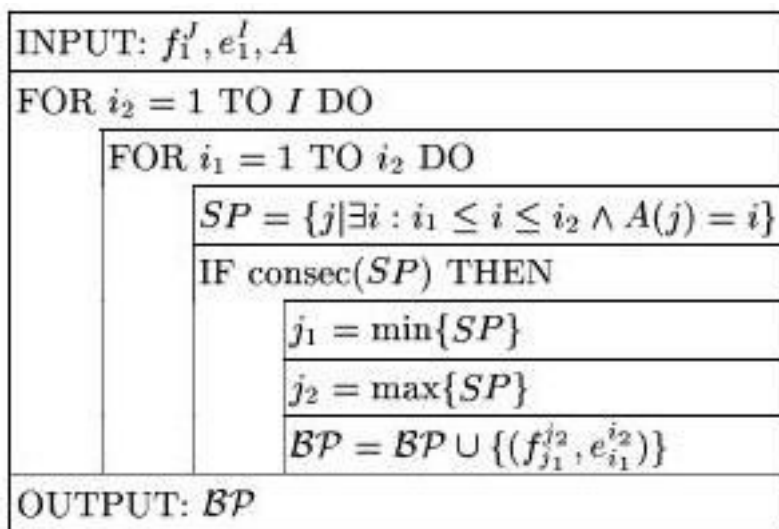 INPUT: f_1^J, e_1^I, A
FOR i_2 = 1 TO I DO
FOR i_1 = 1 TO i_2 DO
SP = {j|∃i : i_1 ≤ i ≤ i_2 ∧ A(j) = i}
IF consec(SP) THEN
j_1 = min{SP}
j_2 = max{SP}
𝓑𝓟 = 𝓑𝓟 ∪ {(f_{j_1}^{j_2}, e_{i_1}^{i_2})}
OUTPUT: 𝓑𝓟